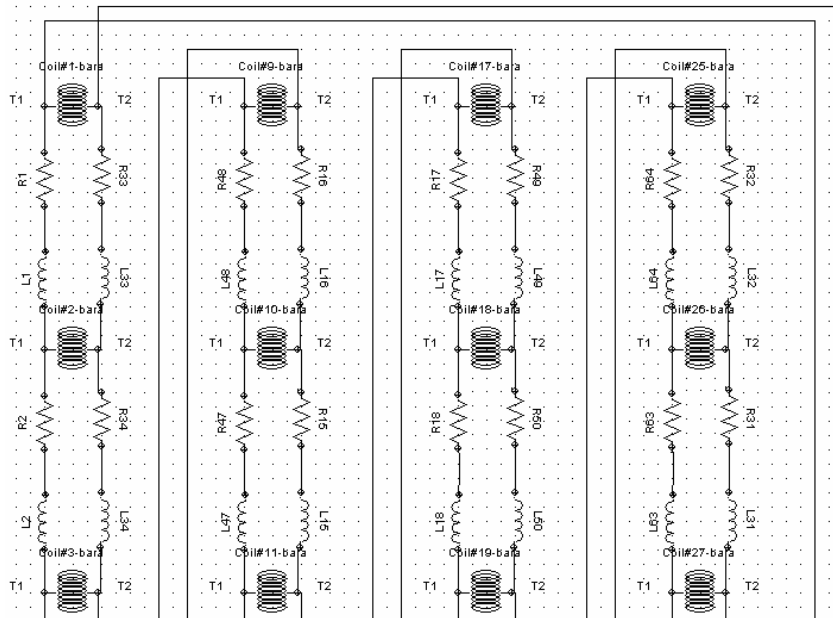 Coil#1-bara Coil#9-bara Coil#17-bara Coil#25-bara
T1 T2 T1 T2 T1 T2 T1 T2
R1 R33 R48 R16 R17 R49 R64 R32
L1 L33 L48 L16 L17 L49 L64 L32
Coil#2-bara Coil#10-bara Coil#18-bara Coil#26-bara
T1 T2 T1 T2 T1 T2 T1 T2
R2 R34 R47 R15 R18 R50 R63 R31
L2 L34 L47 L15 L18 L50 L63 L31
Coil#3-bara Coil#11-bara Coil#19-bara Coil#27-bara
T1 T2 T1 T2 T1 T2 T1 T2